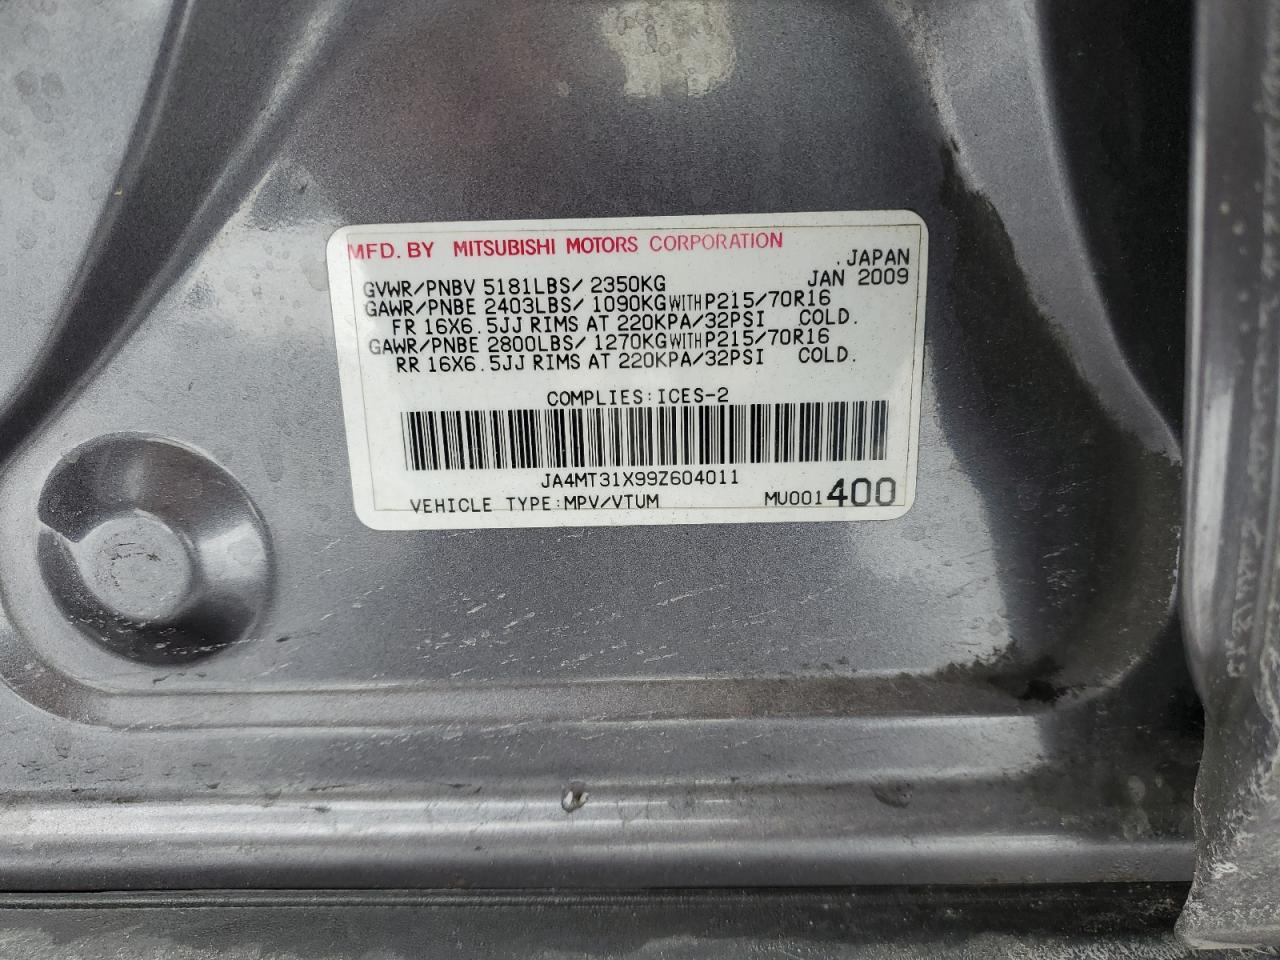 MFD. BY MITSUBISHI MOTORS CORPORATION
JAPAN
GVWR/PNBV 5181LBS/ 2350KG JAN 2009
GAWR/PNBE 2403LBS/ 1090KG WITH P215/70R16
FR 16X6.5JJ RIMS AT 220KPA/32PSI COLD.
GAWR/PNBE 2800LBS/ 1270KG WITH P215/70R16
RR 16X6.5JJ RIMS AT 220KPA/32PSI COLD.
COMPLIES:ICES-2
JA4MT31X99Z604011
VEHICLE TYPE:MPV/VTUM MU001400